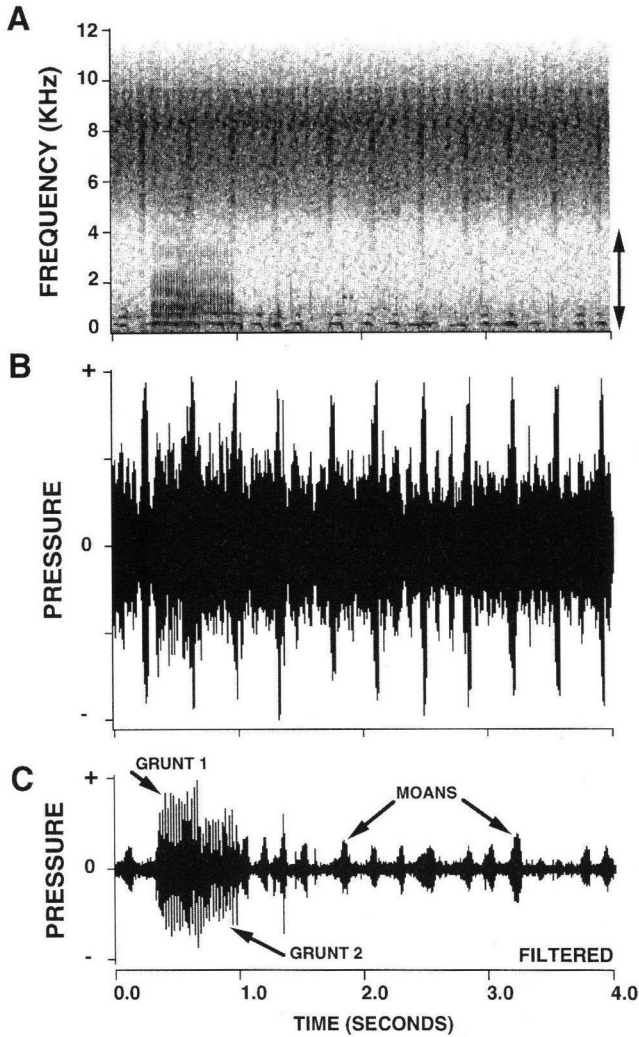 A
12
10
8
6
4
2
0
FREQUENCY (KHz)
B
+
0
-
PRESSURE
C
+
0
-
PRESSURE
GRUNT 1
MOANS
GRUNT 2
FILTERED
0.0 1.0 2.0 3.0 4.0
TIME (SECONDS)